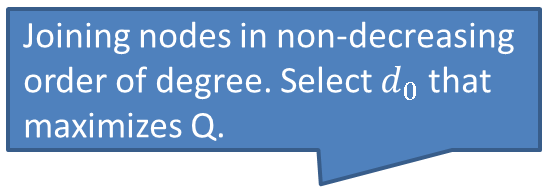 Joining nodes in non-decreasing
order of degree. Select d₀ that
maximizes Q.